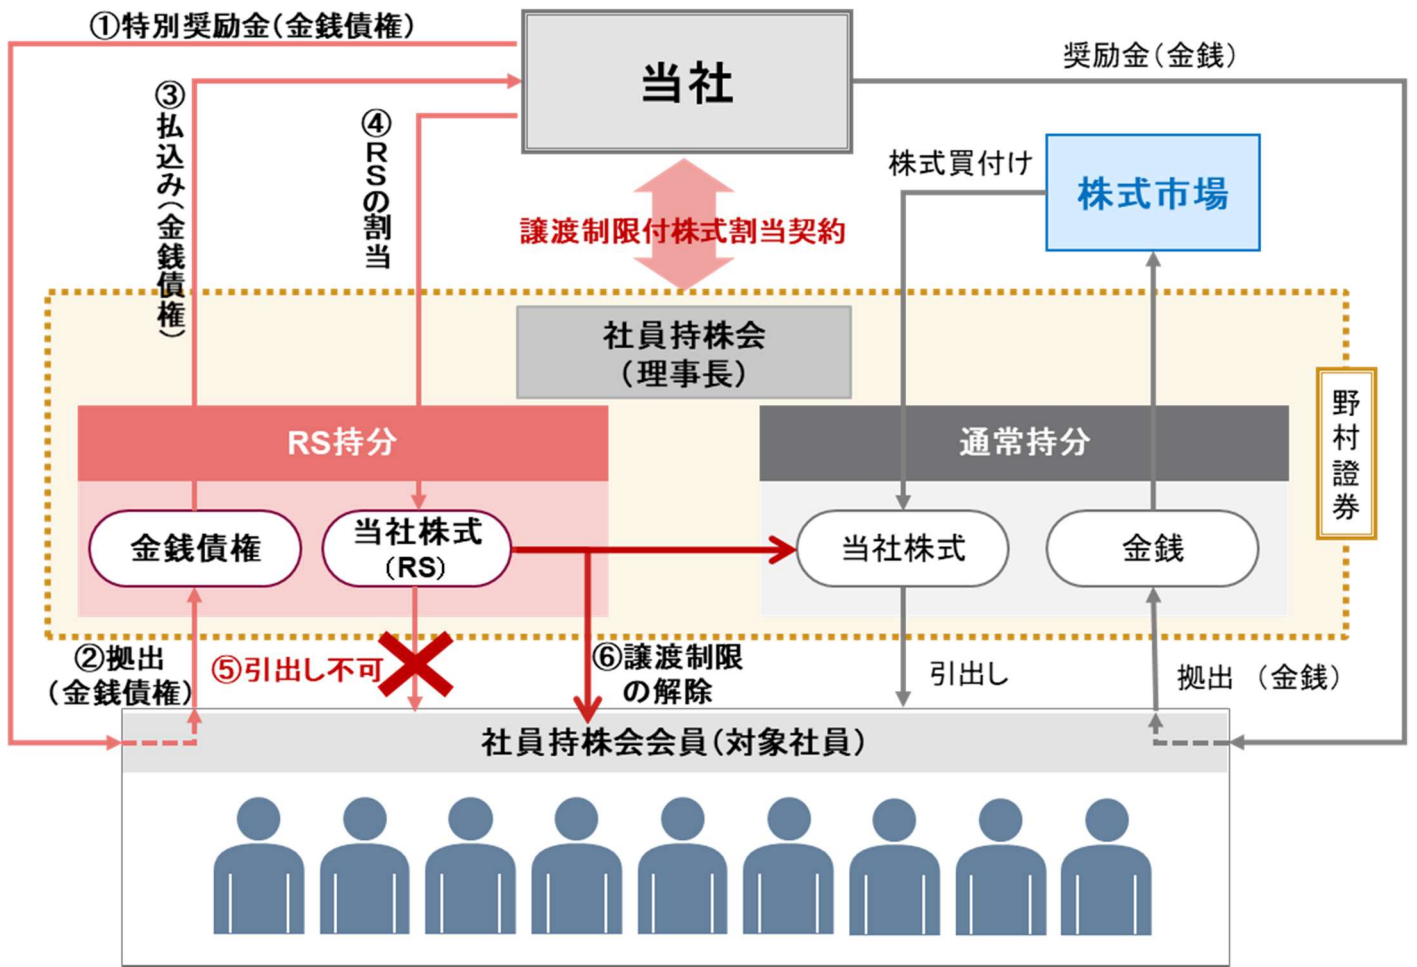 ①特別奨励金(金銭債権)
当社
奨励金(金銭)
③払込み(金銭債権)
④RSの割当
株式買付け
株式市場
譲渡制限付株式割当契約
社員持株会
(理事長)
野村證券
RS持分
通常持分
金銭債権
当社株式
(RS)
当社株式
金銭
②拠出
(金銭債権)
⑤引出し不可
⑥譲渡制限
の解除
引出し
拠出 (金銭)
社員持株会会員(対象社員)